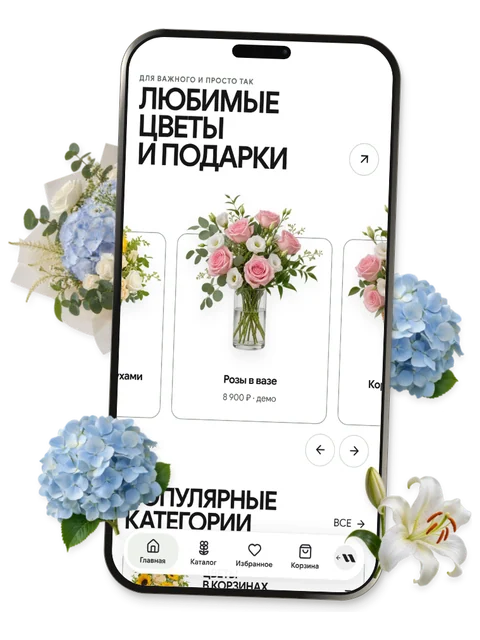 ДЛЯ ВАЖНОГО И ПРОСТО ТАК
ЛЮБИМЫЕ
ЦВЕТЫ
И ПОДАРКИ
Розы в вазе
8 900 ₽ · демо
ПОПУЛЯРНЫЕ
КАТЕГОРИИ
ВСЕ →
Главная
Каталог
Избранное
Корзина
В КОРЗИНАХ